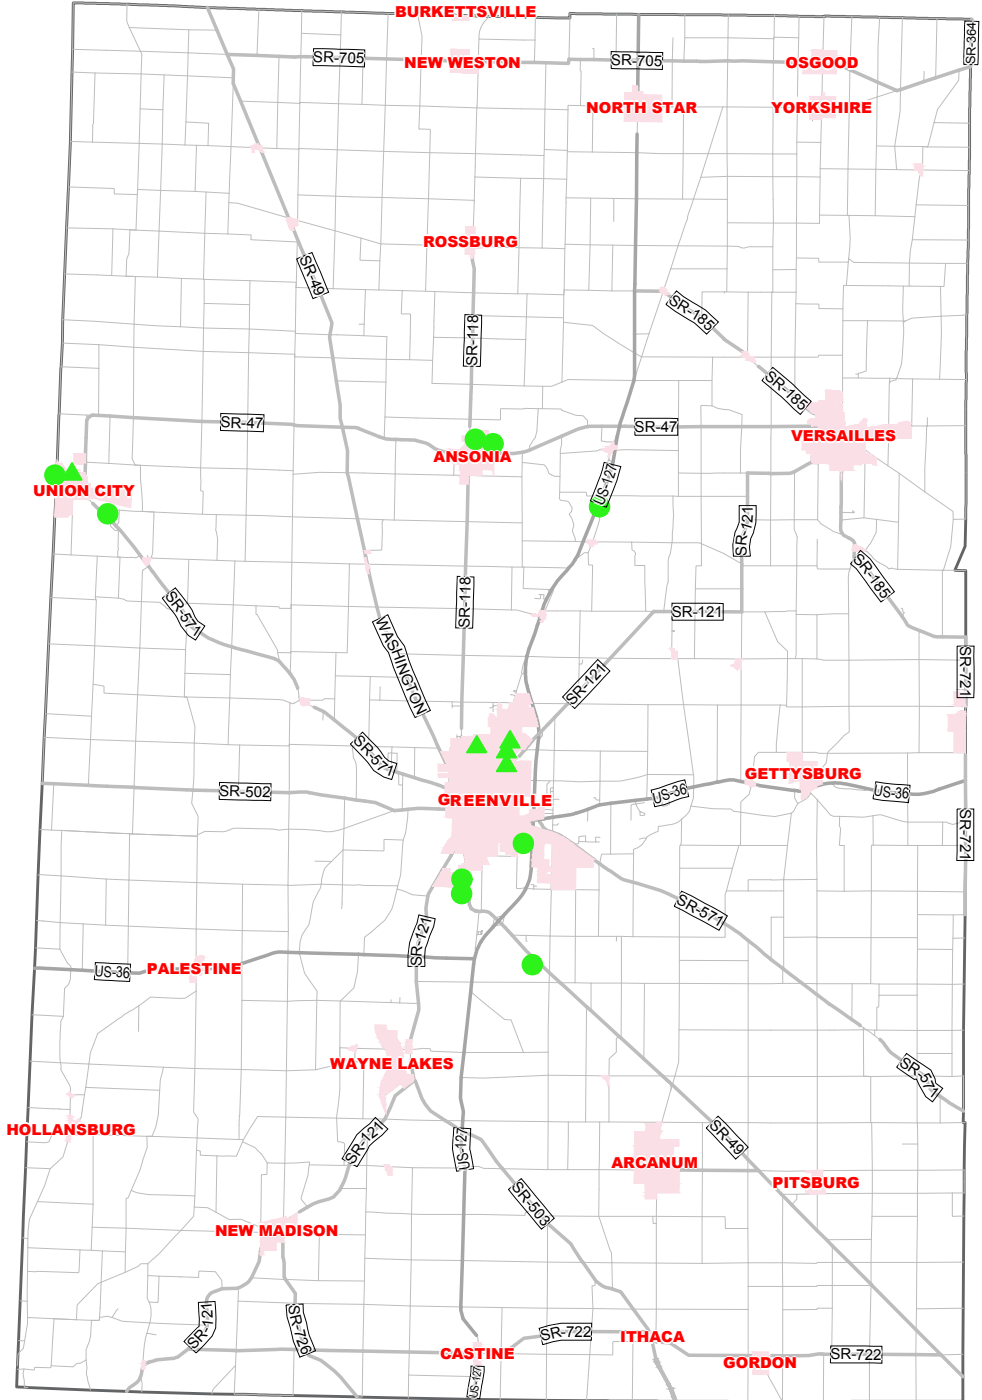 BURKETTSVILLE
SR-364
SR-705
NEW WESTON
SR-705
OSGOOD
NORTH STAR
YORKSHIRE
ROSSBURG
SR-49
SR-185
SR-118
SR-185
SR-47
SR-47
VERSAILLES
ANSONIA
UNION CITY
US-127
SR-121
SR-185
SR-118
SR-571
SR-121
WASHINGTON
SR-121
SR-721
SR-571
GETTYSBURG
SR-502
US-36
US-36
GREENVILLE
SR-721
SR-571
SR-121
PALESTINE
US-36
WAYNE LAKES
SR-571
HOLLANSBURG
SR-121
US-127
SR-49
ARCANUM
PITSBURG
SR-503
NEW MADISON
SR-121
SR-726
SR-722
ITHACA
CASTINE
SR-722
GORDON
US-127